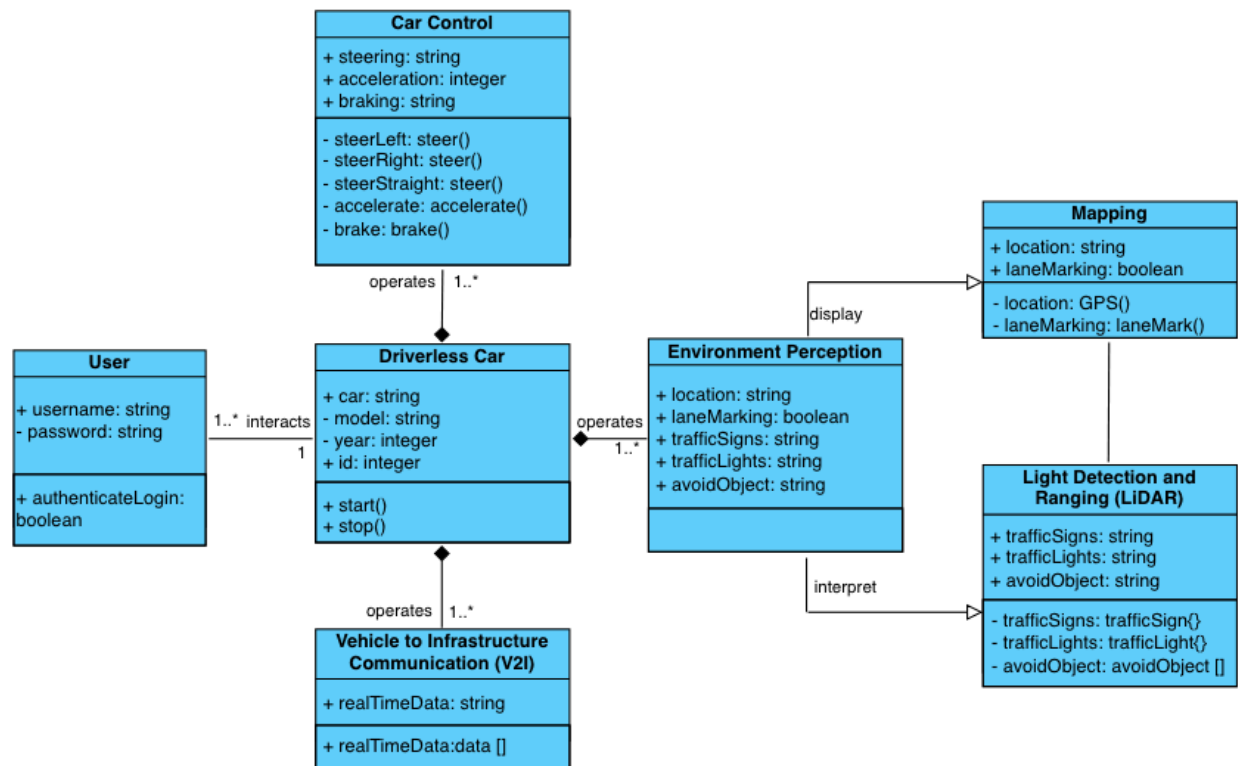 Car Control
+ steering: string
+ acceleration: integer
+ braking: string
- steerLeft: steer()
- steerRight: steer()
- steerStraight: steer()
- accelerate: accelerate()
- brake: brake()
operates 1..*
User
+ username: string
- password: string
+ authenticateLogin:
boolean
1..* interacts
1
Driverless Car
+ car: string
- model: string
- year: integer
+ id: integer
+ start()
+ stop()
operates
1..*
Environment Perception
+ location: string
+ laneMarking: boolean
+ trafficSigns: string
+ trafficLights: string
+ avoidObject: string
display
interpret
Mapping
+ location: string
+ laneMarking: boolean
- location: GPS()
- laneMarking: laneMark()
Light Detection and
Ranging (LiDAR)
+ trafficSigns: string
+ trafficLights: string
+ avoidObject: string
- trafficSigns: trafficSign{}
- trafficLights: trafficLight{}
- avoidObject: avoidObject []
operates 1..*
Vehicle to Infrastructure
Communication (V2I)
+ realTimeData: string
+ realTimeData:data []